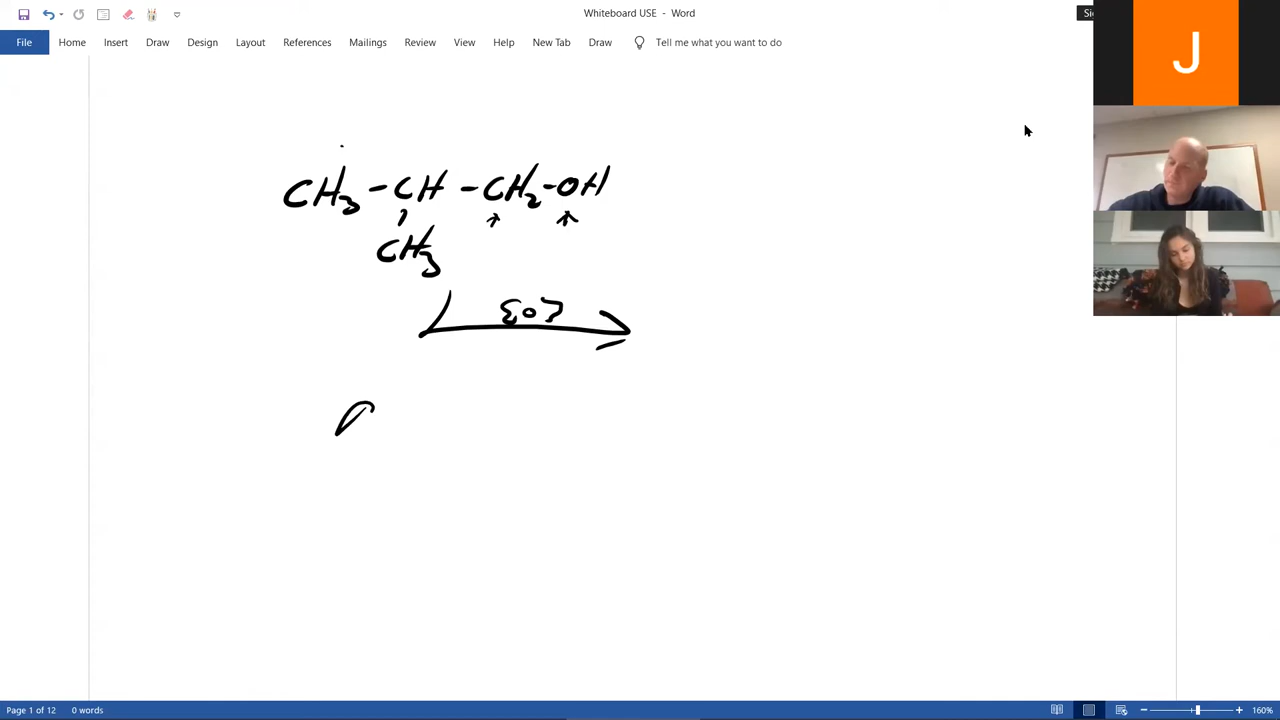 Whiteboard USE - Word
File Home Insert Draw Design Layout References Mailings Review View Help New Tab Draw Tell me what you want to do
J
CH3-CH-CH2-OH
CH3
{o}
Page 1 of 12 0 words 160%